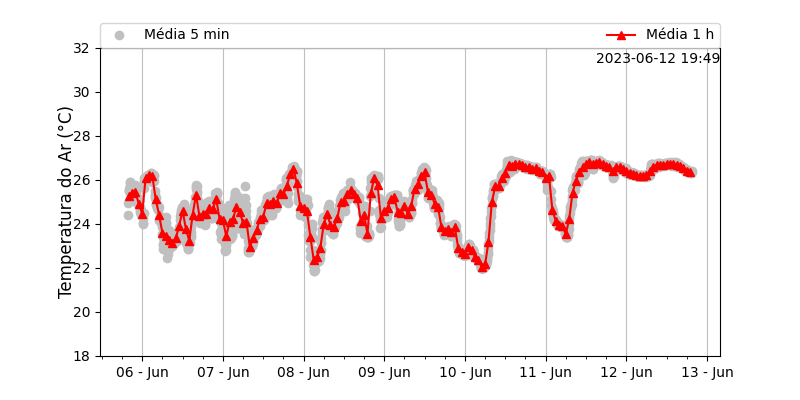 Média 5 min
Média 1 h
2023-06-12 19:49
Temperatura do Ar (°C)
32
30
28
26
24
22
20
18
06 - Jun
07 - Jun
08 - Jun
09 - Jun
10 - Jun
11 - Jun
12 - Jun
13 - Jun